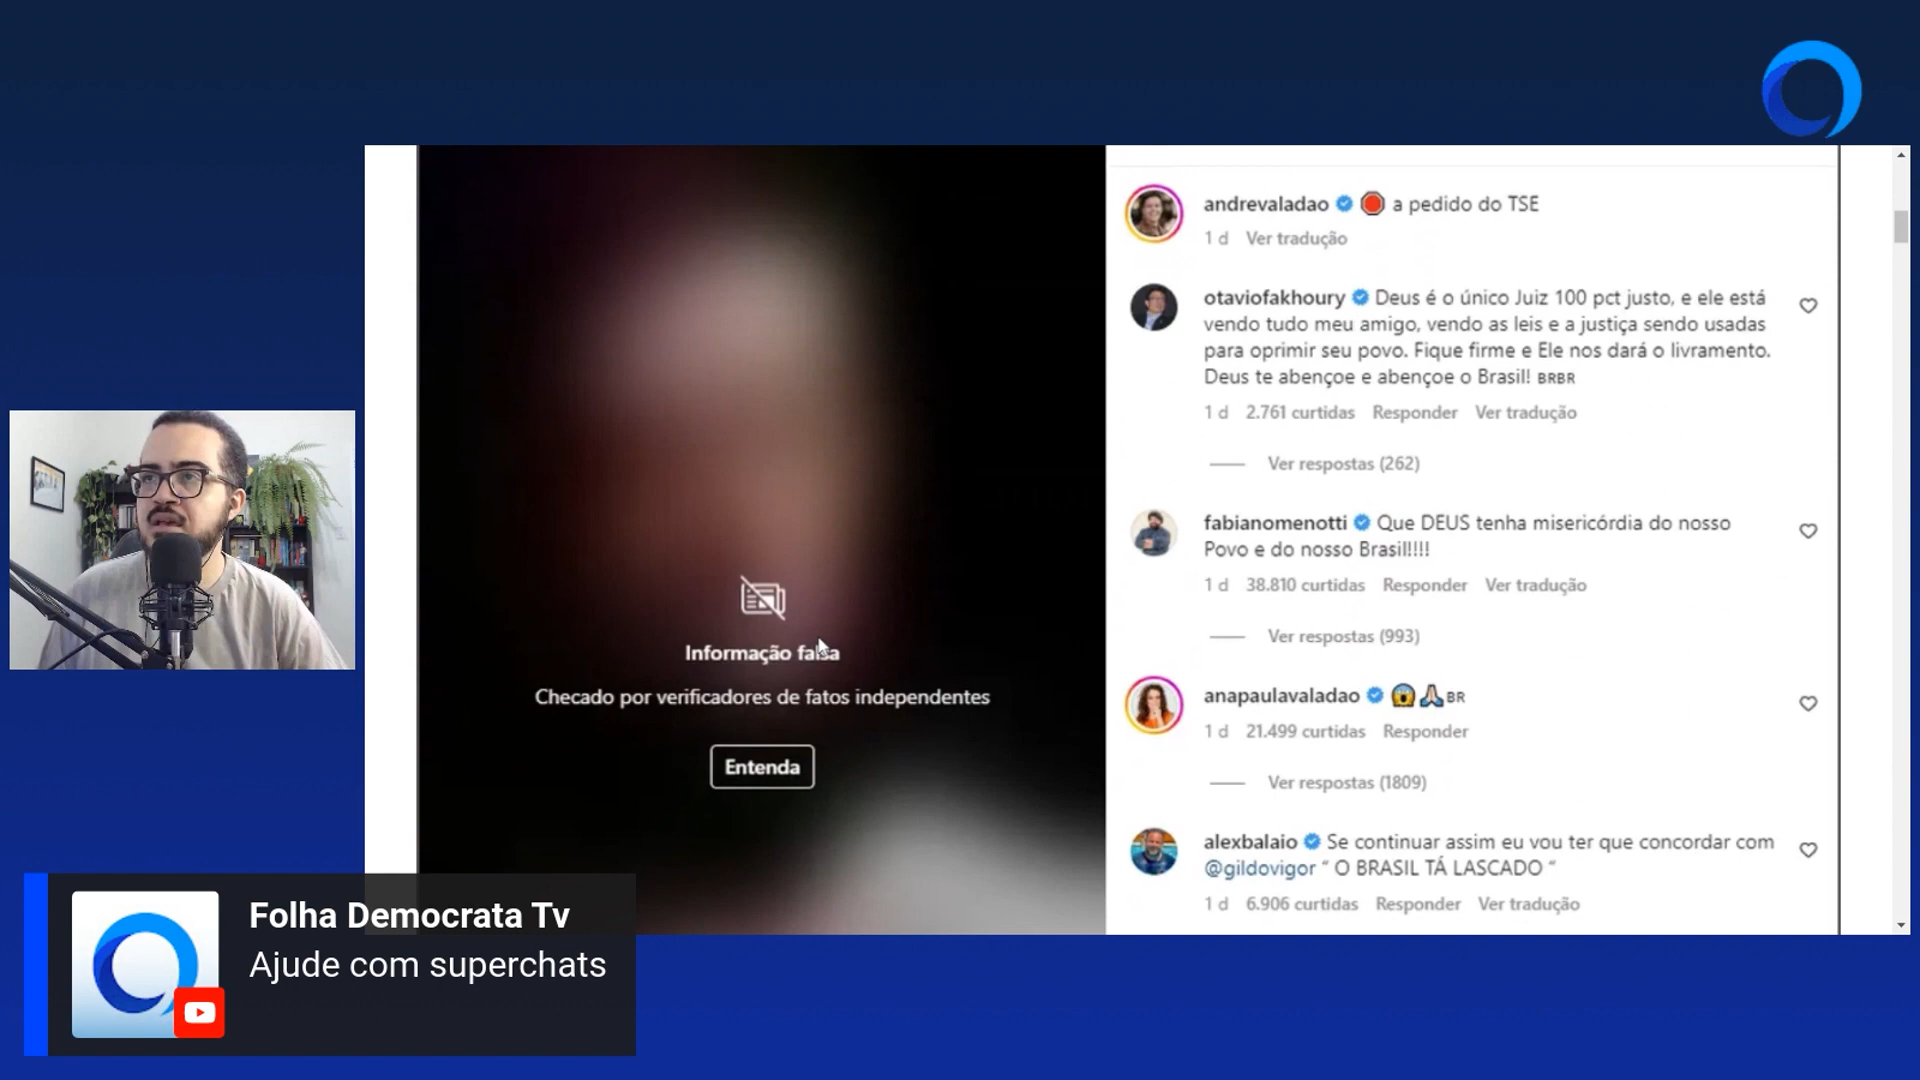 andrevaladao 🛑 a pedido do TSE
1 d Ver tradução
otaviofakhoury Deus é o único Juiz 100 pct justo, e ele está
vendo tudo meu amigo, vendo as leis e a justiça sendo usadas
para oprimir seu povo. Fique firme e Ele nos dará o livramento.
Deus te abençoe e abençoe o Brasil! BRBR
1 d 2.761 curtidas Responder Ver tradução
Ver respostas (262)
fabianomenotti Que DEUS tenha misericórdia do nosso
Povo e do nosso Brasil!!!!
1 d 38.810 curtidas Responder Ver tradução
Ver respostas (993)
anapaulavaladao 😱🙏🏻BR
1 d 21.499 curtidas Responder
Ver respostas (1809)
alexbalaio Se continuar assim eu vou ter que concordar com
@gildovigor “ O BRASIL TÁ LASCADO “
1 d 6.906 curtidas Responder Ver tradução
Informação falsa
Checado por verificadores de fatos independentes
Entenda
Folha Democrata Tv
Ajude com superchats